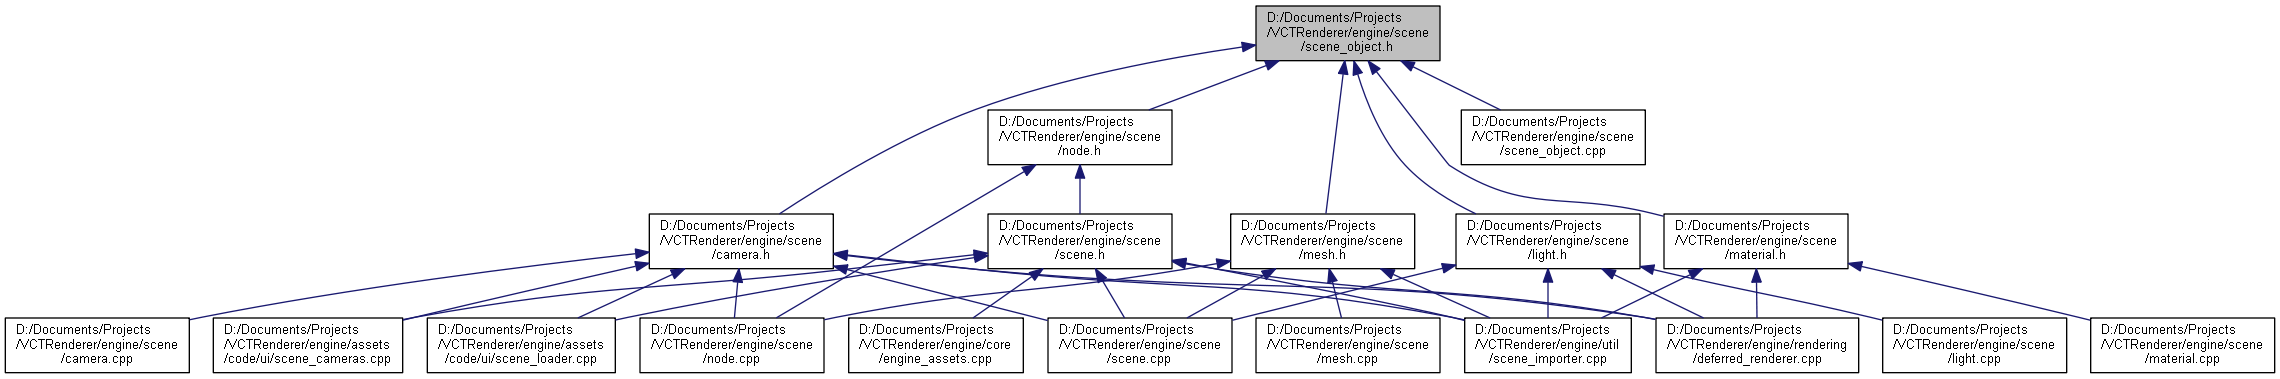 D:/Documents/Projects
/VCTRenderer/engine/scene
/scene_object.h
D:/Documents/Projects
/VCTRenderer/engine/scene
/node.h
D:/Documents/Projects
/VCTRenderer/engine/scene
/scene_object.cpp
D:/Documents/Projects
/VCTRenderer/engine/scene
/camera.h
D:/Documents/Projects
/VCTRenderer/engine/scene
/scene.h
D:/Documents/Projects
/VCTRenderer/engine/scene
/mesh.h
D:/Documents/Projects
/VCTRenderer/engine/scene
/light.h
D:/Documents/Projects
/VCTRenderer/engine/scene
/material.h
D:/Documents/Projects
/VCTRenderer/engine/scene
/camera.cpp
D:/Documents/Projects
/VCTRenderer/engine/assets
/code/ui/scene_cameras.cpp
D:/Documents/Projects
/VCTRenderer/engine/assets
/code/ui/scene_loader.cpp
D:/Documents/Projects
/VCTRenderer/engine/scene
/node.cpp
D:/Documents/Projects
/VCTRenderer/engine/core
/engine_assets.cpp
D:/Documents/Projects
/VCTRenderer/engine/scene
/scene.cpp
D:/Documents/Projects
/VCTRenderer/engine/scene
/mesh.cpp
D:/Documents/Projects
/VCTRenderer/engine/util
/scene_importer.cpp
D:/Documents/Projects
/VCTRenderer/engine/rendering
/deferred_renderer.cpp
D:/Documents/Projects
/VCTRenderer/engine/scene
/light.cpp
D:/Documents/Projects
/VCTRenderer/engine/scene
/material.cpp